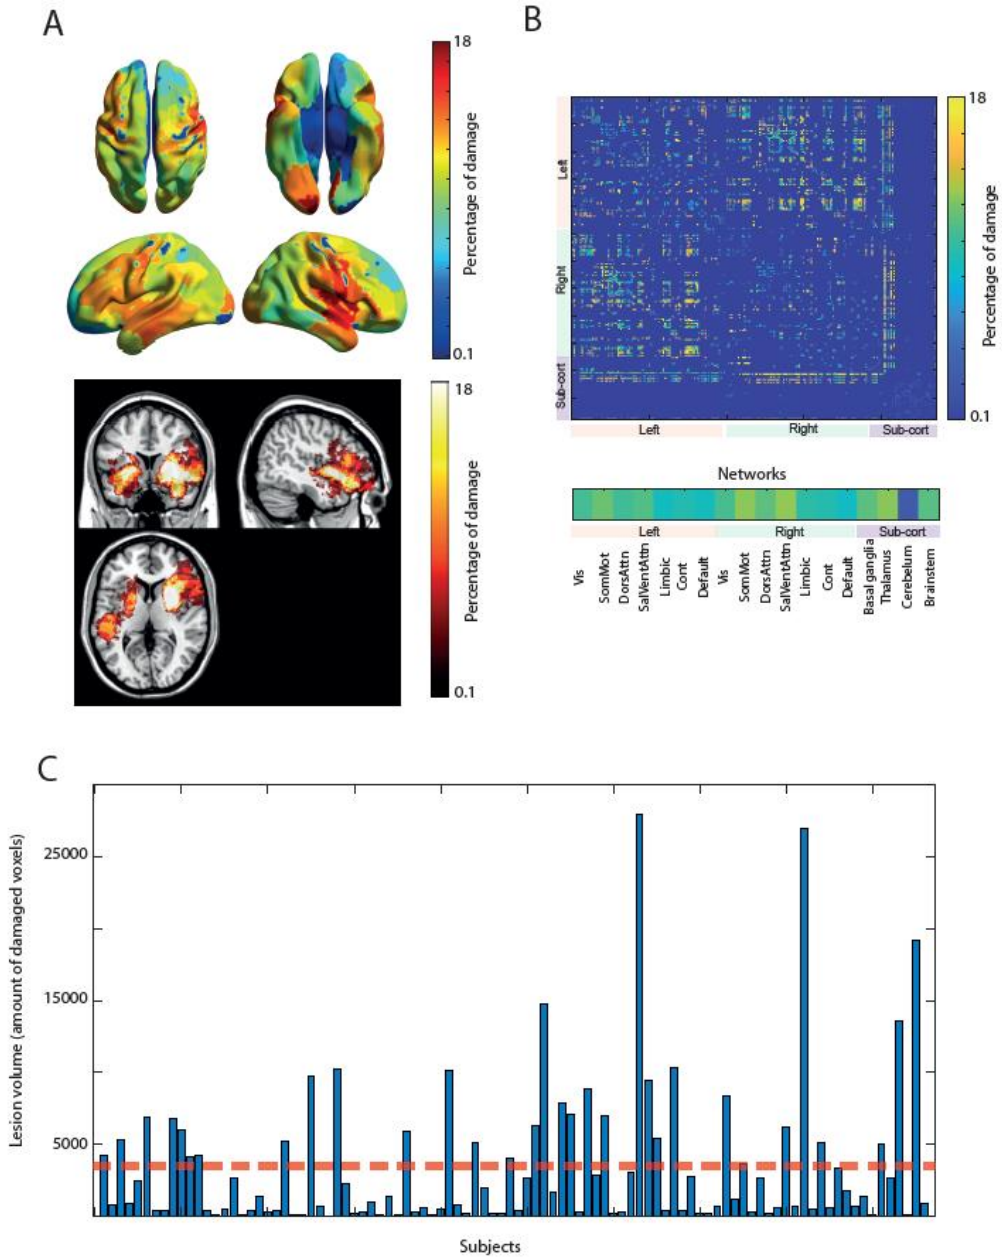 A
18
Percentage of damage
0.1
18
Percentage of damage
0.1
B
Left
Right
Sub-cort
18
Percentage of damage
0.1
Left
Right
Sub-cort
Networks
Left
Right
Sub-cort
Vis
SomMot
DorsAttn
SalVentAttn
Limbic
Cont
Default
Vis
SomMot
DorsAttn
SalVentAttn
Limbic
Cont
Default
Basal ganglia
Thalamus
Cerebelum
Brainstem
C
Lesion volume (amount of damaged voxels)
25000
15000
5000
Subjects